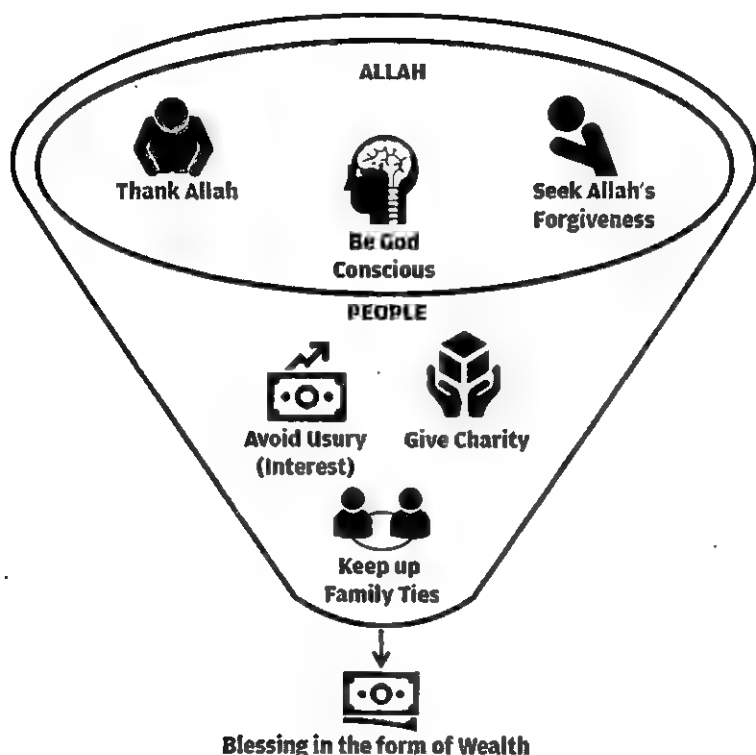 ALLAH
Thank Allah
Be God
Conscious
Seek Allah's
Forgiveness
PEOPLE
Avoid Usury
(Interest)
Give Charity
Keep up
Family Ties
Blessing in the form of Wealth